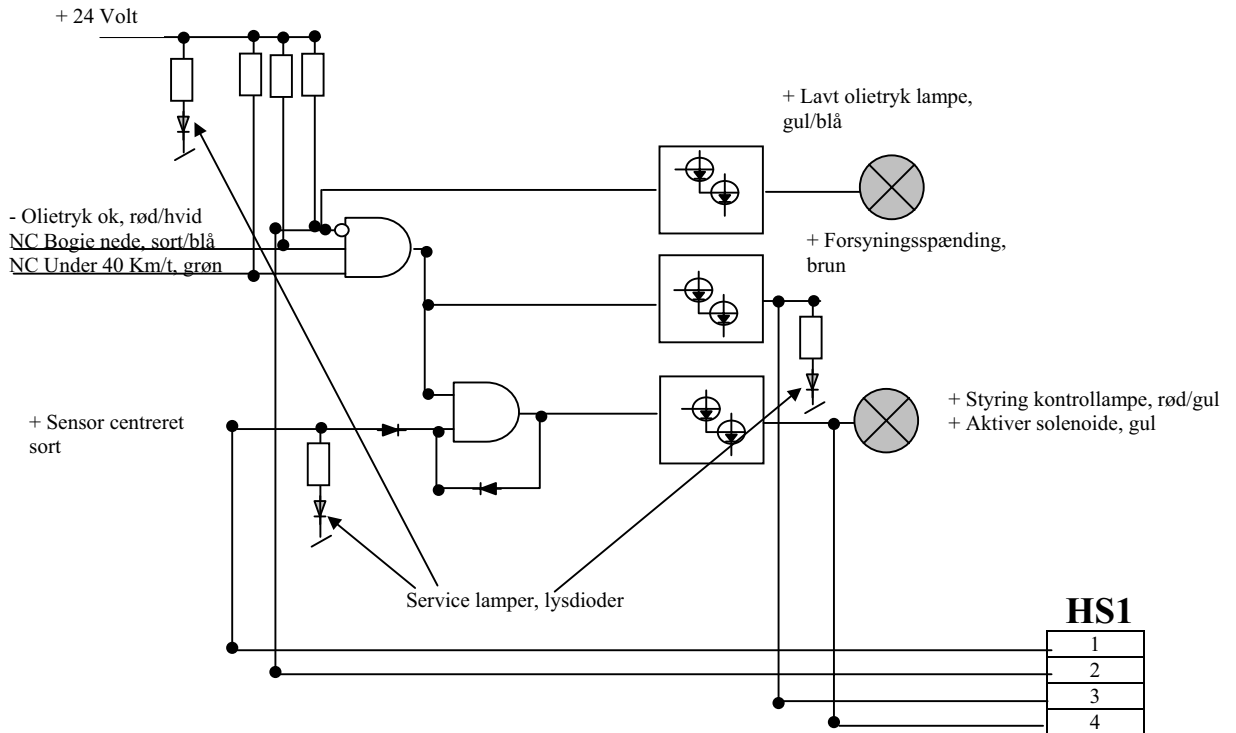 + 24 Volt
+ Lavt olietryk lampe,
gul/blå
- Olietryk ok, rød/hvid
NC Bogie nede, sort/blå
NC Under 40 Km/t, grøn
+ Forsyningsspænding,
brun
+ Sensor centreret
sort
+ Styring kontrollampe, rød/gul
+ Aktiver solenoide, gul
Service lamper, lysdioder
HS1
1
2
3
4